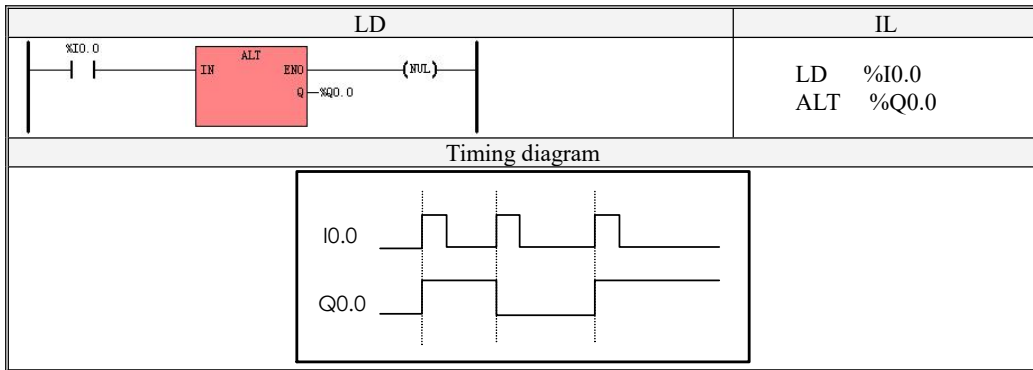 LD IL
%I0.0
ALT
IN ENO (NUL)
Q %Q0.0
LD %I0.0
ALT %Q0.0
Timing diagram
I0.0
Q0.0